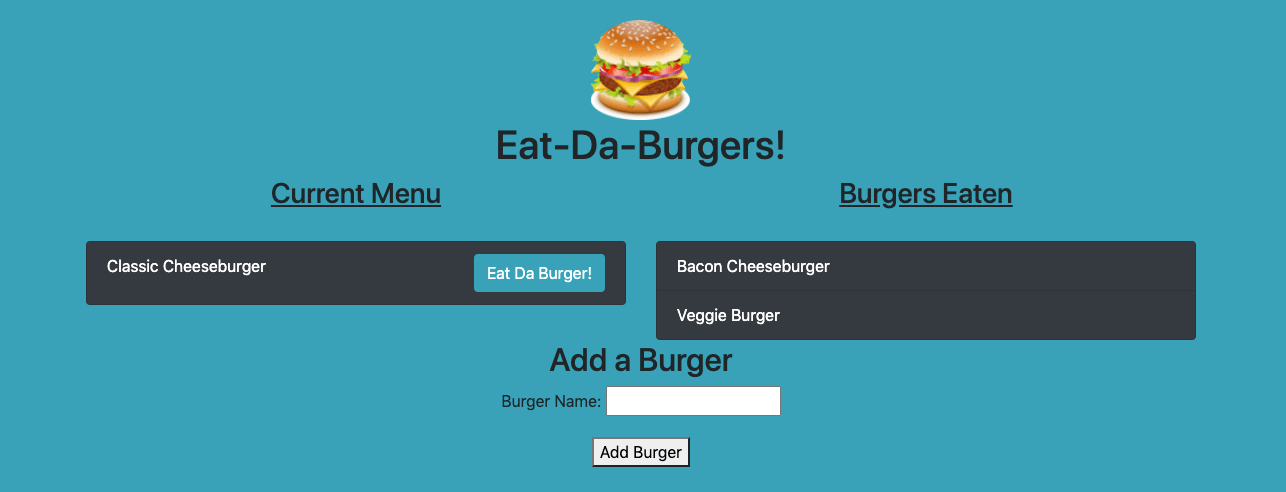 Eat-Da-Burgers!
Current Menu
Burgers Eaten
Classic Cheeseburger
Eat Da Burger!
Bacon Cheeseburger
Veggie Burger
Add a Burger
Burger Name:
Add Burger